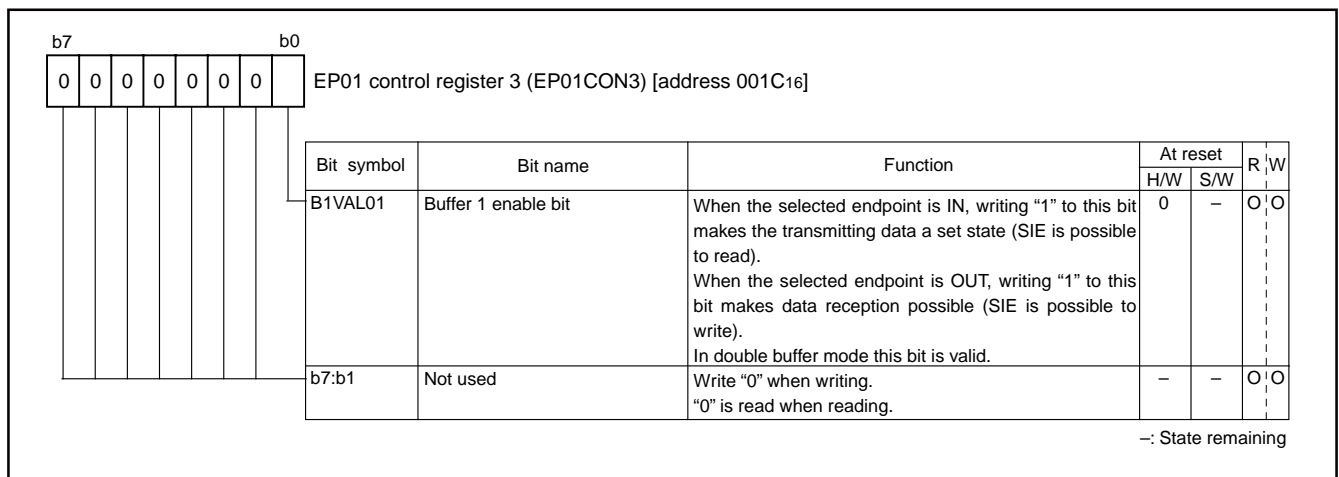 b7 b0
0 0 0 0 0 0 0 EP01 control register 3 (EP01CON3) [address 001C16]
Bit symbol Bit name Function At reset R W
H/W S/W
B1VAL01 Buffer 1 enable bit When the selected endpoint is IN, writing “1” to this bit 0 – O O
makes the transmitting data a set state (SIE is possible
to read).
When the selected endpoint is OUT, writing “1” to this
bit makes data reception possible (SIE is possible to
write).
In double buffer mode this bit is valid.
b7:b1 Not used Write “0” when writing. – – O O
“0” is read when reading.
–: State remaining